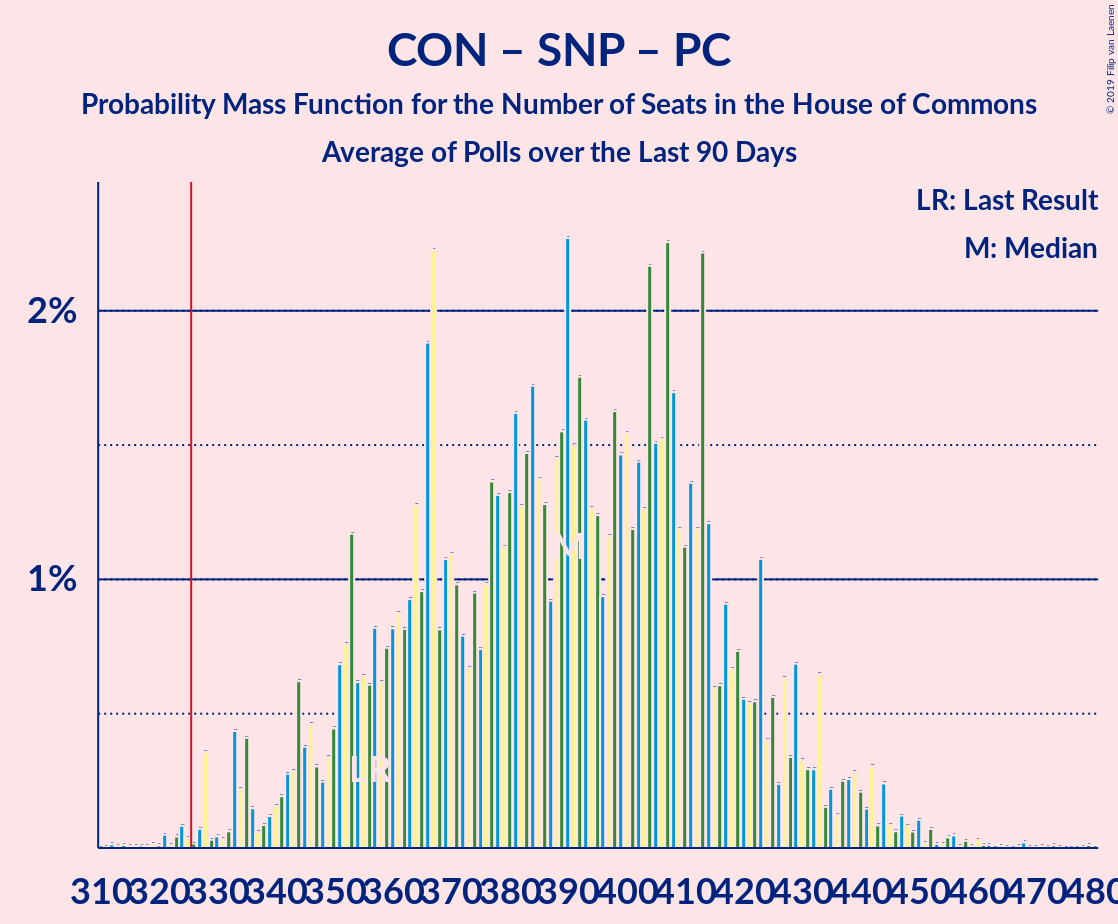 CON – SNP – PC
Probability Mass Function for the Number of Seats in the House of Commons
Average of Polls over the Last 90 Days
© 2019 Filip van Laenen
LR: Last Result
M: Median
2%
1%
M
LR
310 320 330 340 350 360 370 380 390 400 410 420 430 440 450 460 470 480